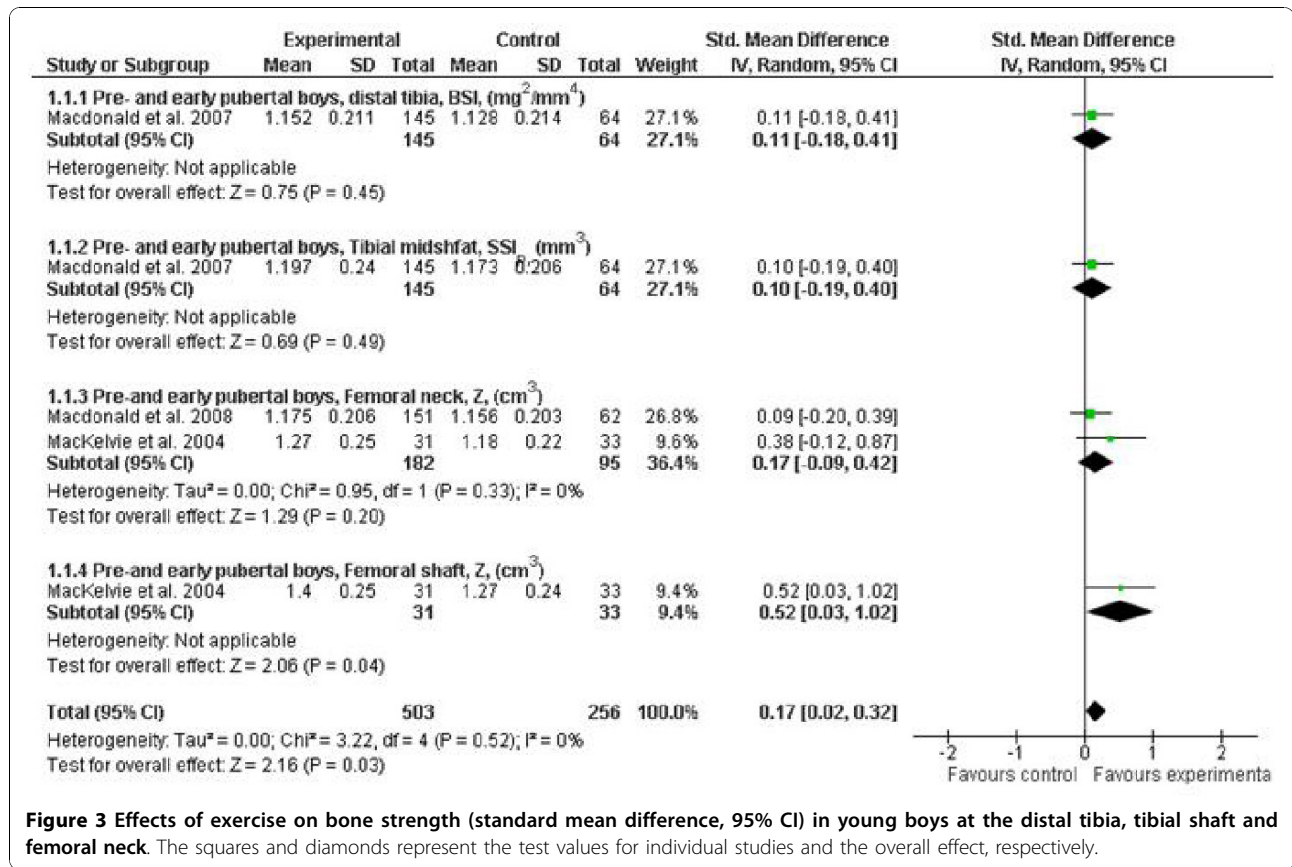 Experimental Control Std. Mean Difference Std. Mean Difference
Study or Subgroup Mean SD Total Mean SD Total Weight IV, Random, 95% CI IV, Random, 95% CI
1.1.1 Pre- and early pubertal boys, distal tibia, BSI, (mg²/mm⁴)
Macdonald et al. 2007 1.152 0.211 145 1.128 0.214 64 27.1% 0.11 [-0.18, 0.41]
Subtotal (95% CI) 145 64 27.1% 0.11 [-0.18, 0.41]
Heterogeneity: Not applicable
Test for overall effect: Z = 0.75 (P = 0.45)
1.1.2 Pre- and early pubertal boys, Tibial midshfat, SSIₚ (mm³)
Macdonald et al. 2007 1.197 0.24 145 1.173 0.206 64 27.1% 0.10 [-0.19, 0.40]
Subtotal (95% CI) 145 64 27.1% 0.10 [-0.19, 0.40]
Heterogeneity: Not applicable
Test for overall effect: Z = 0.69 (P = 0.49)
1.1.3 Pre-and early pubertal boys, Femoral neck, Z, (cm³)
Macdonald et al. 2008 1.175 0.206 151 1.156 0.203 62 26.8% 0.09 [-0.20, 0.39]
MacKelvie et al. 2004 1.27 0.25 31 1.18 0.22 33 9.6% 0.38 [-0.12, 0.87]
Subtotal (95% CI) 182 95 36.4% 0.17 [-0.09, 0.42]
Heterogeneity: Tau² = 0.00; Chi² = 0.95, df = 1 (P = 0.33); I² = 0%
Test for overall effect: Z = 1.29 (P = 0.20)
1.1.4 Pre-and early pubertal boys, Femoral shaft, Z, (cm³)
MacKelvie et al. 2004 1.4 0.25 31 1.27 0.24 33 9.4% 0.52 [0.03, 1.02]
Subtotal (95% CI) 31 33 9.4% 0.52 [0.03, 1.02]
Heterogeneity: Not applicable
Test for overall effect: Z = 2.06 (P = 0.04)
Total (95% CI) 503 256 100.0% 0.17 [0.02, 0.32]
Heterogeneity: Tau² = 0.00; Chi² = 3.22, df = 4 (P = 0.52); I² = 0%
Test for overall effect: Z = 2.16 (P = 0.03)
-2 -1 0 1 2
Favours control Favours experimenta
Figure 3 Effects of exercise on bone strength (standard mean difference, 95% CI) in young boys at the distal tibia, tibial shaft and
femoral neck. The squares and diamonds represent the test values for individual studies and the overall effect, respectively.